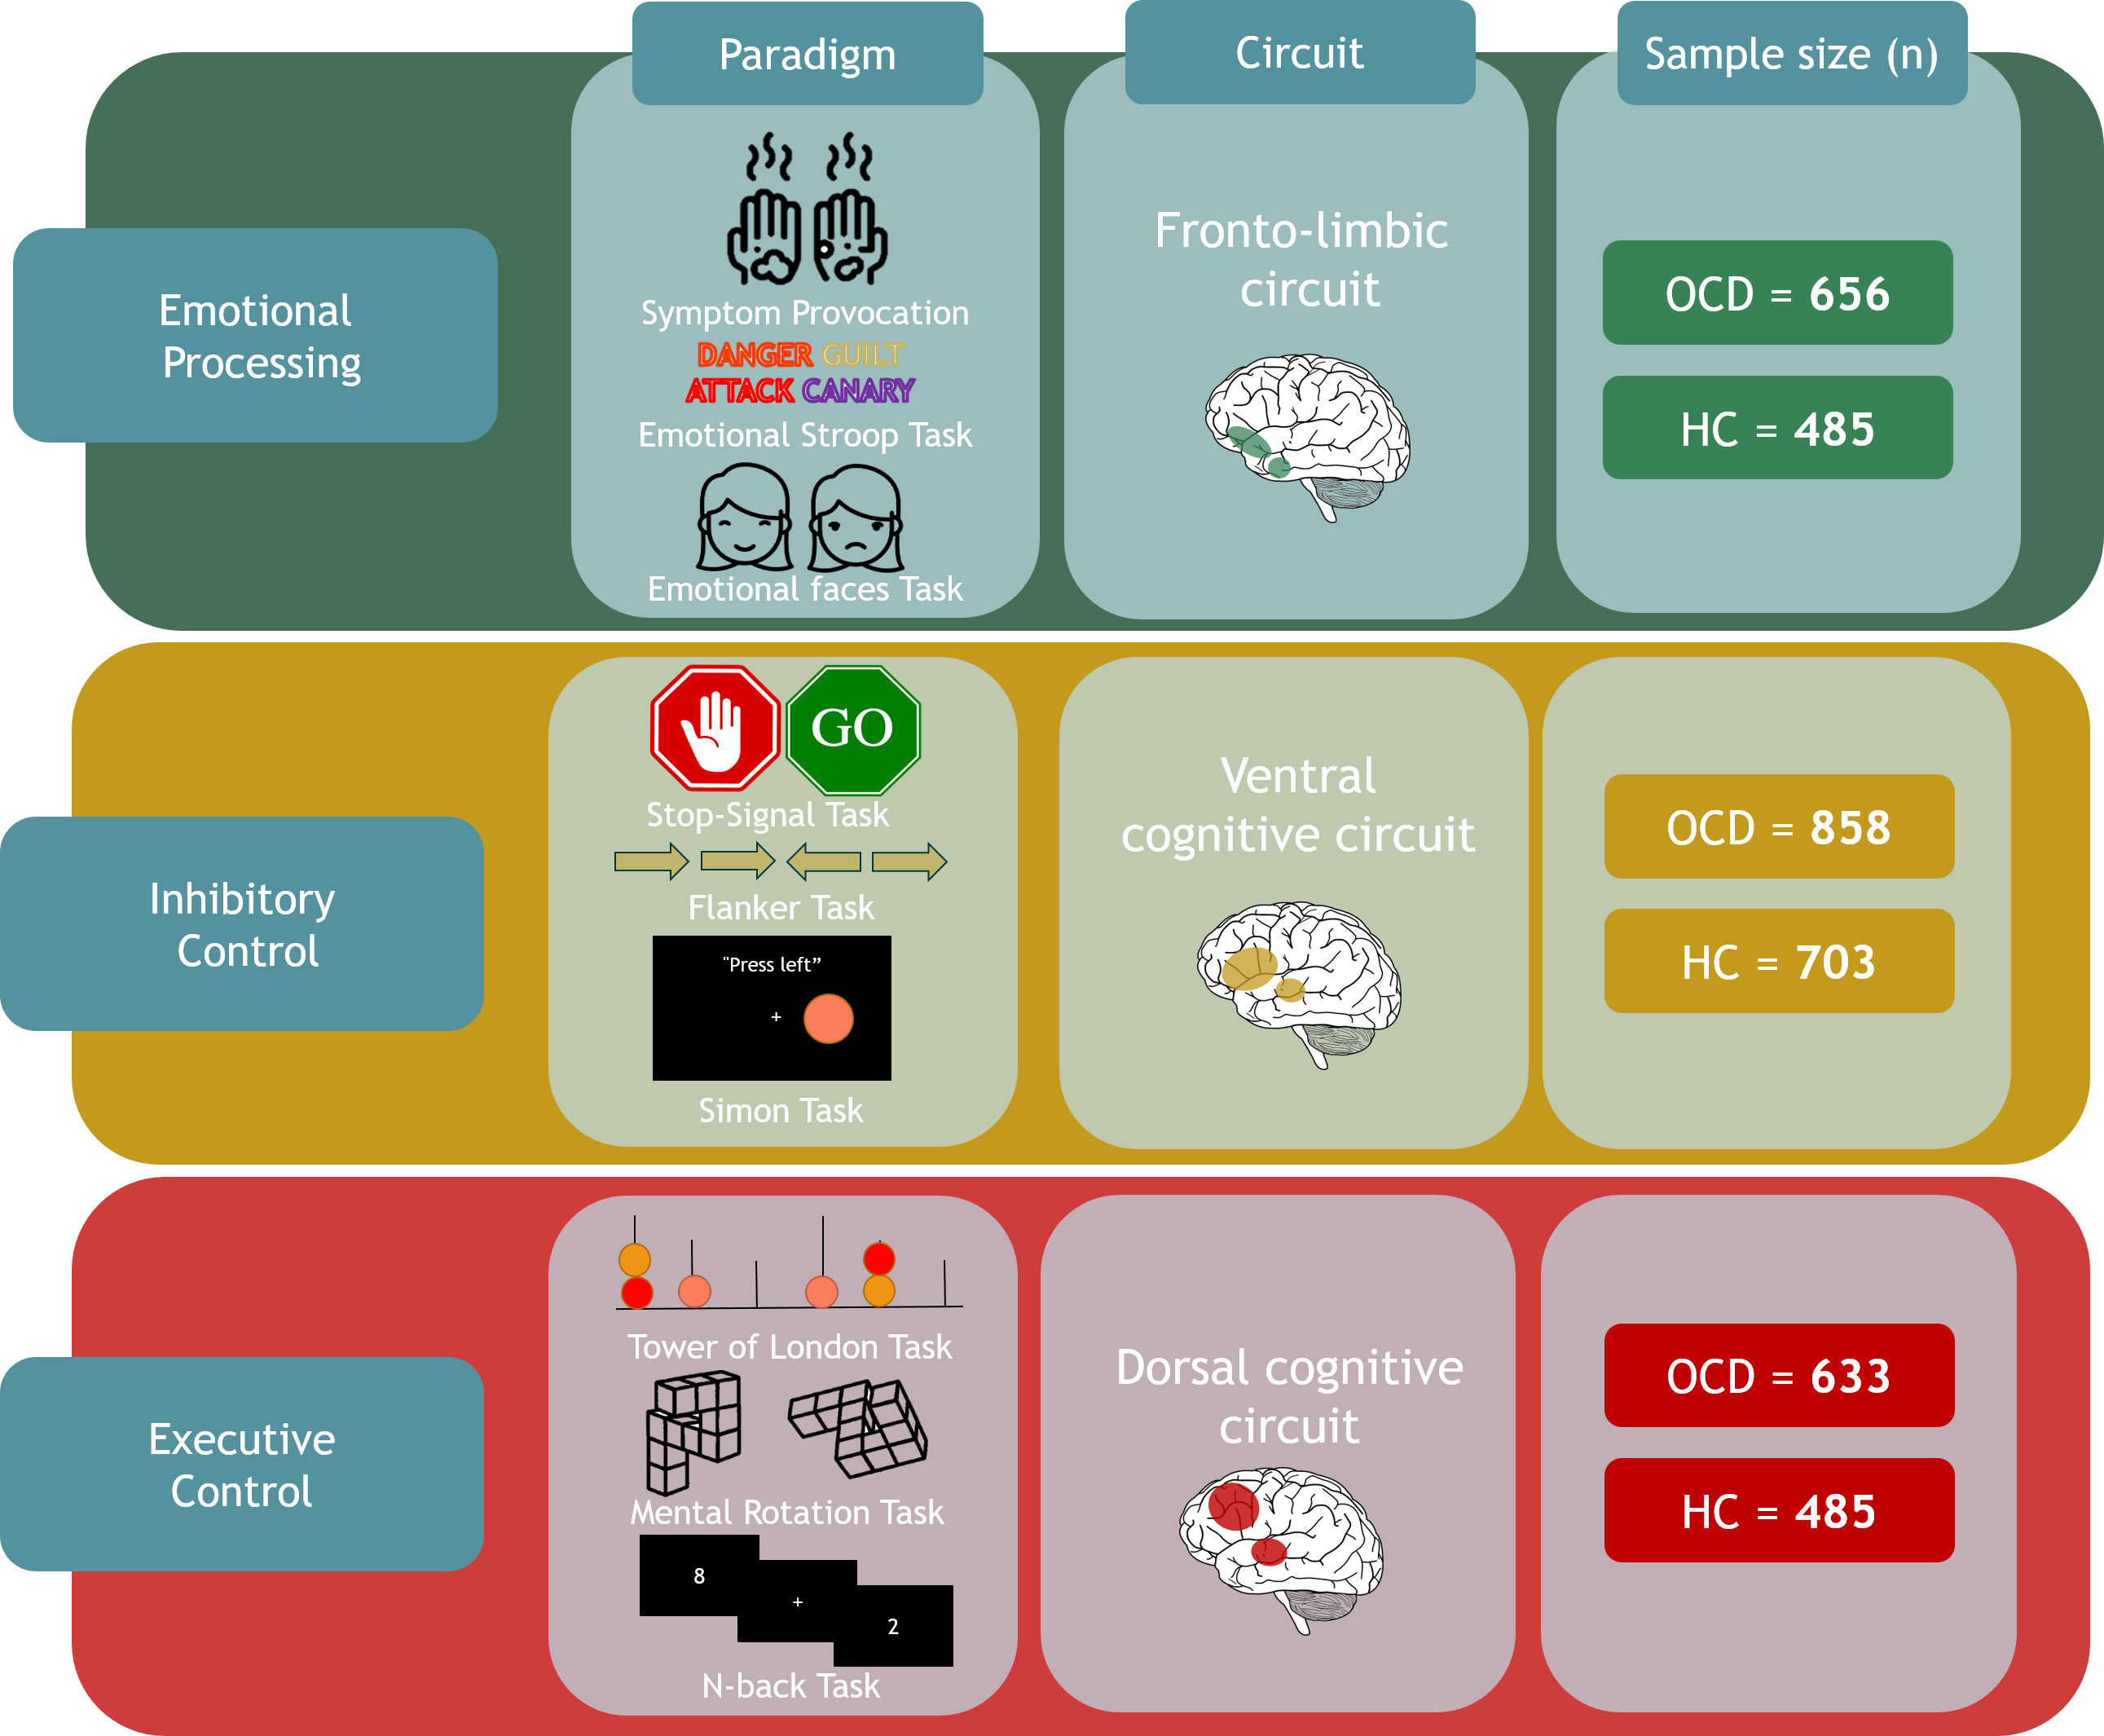 Paradigm
Circuit
Sample size (n)
Emotional
Processing
Symptom Provocation
DANGER GUILT
ATTACK CANARY
Emotional Stroop Task
Emotional faces Task
Fronto-limbic
circuit
OCD = 656
HC = 485
Inhibitory
Control
GO
Stop-Signal Task
Flanker Task
"Press left”
+
Simon Task
Ventral
cognitive circuit
OCD = 858
HC = 703
Executive
Control
Tower of London Task
Mental Rotation Task
8
+
2
N-back Task
Dorsal cognitive
circuit
OCD = 633
HC = 485